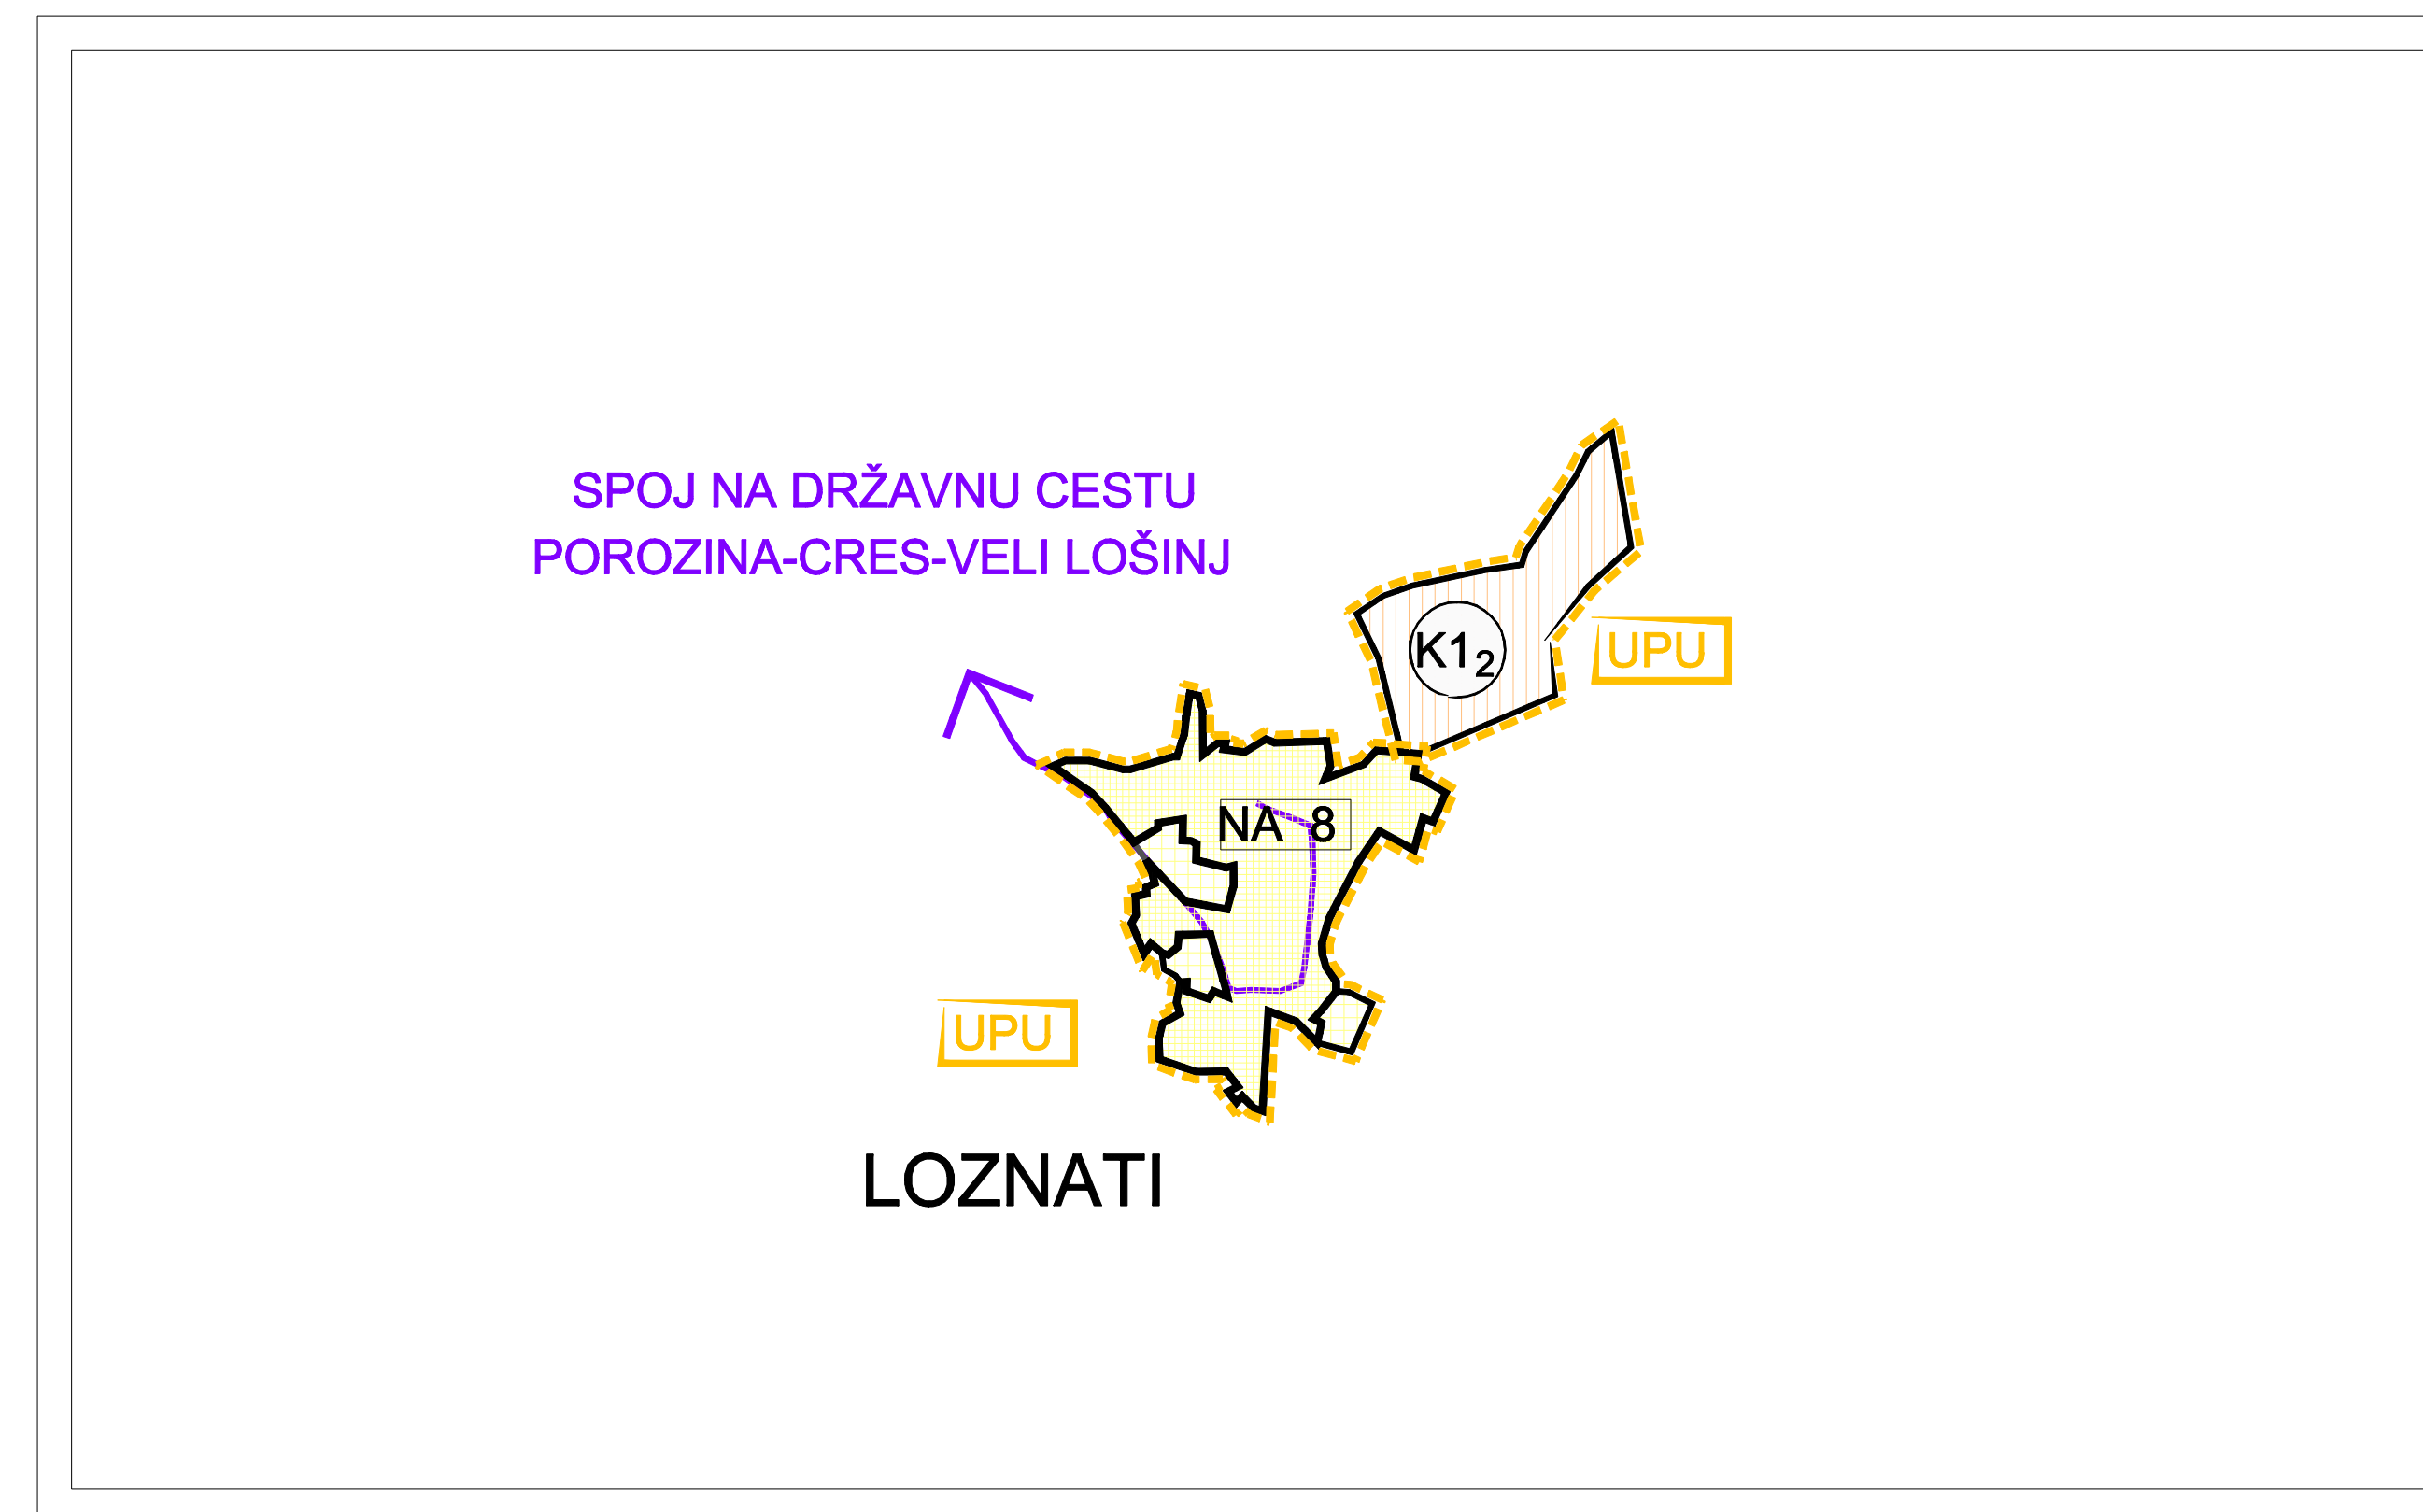 SPOJ NA DRŽAVNU CESTU
POROZINA-CRES-VELI LOŠINJ
K1₂
UPU
NA 8
UPU
LOZNATI